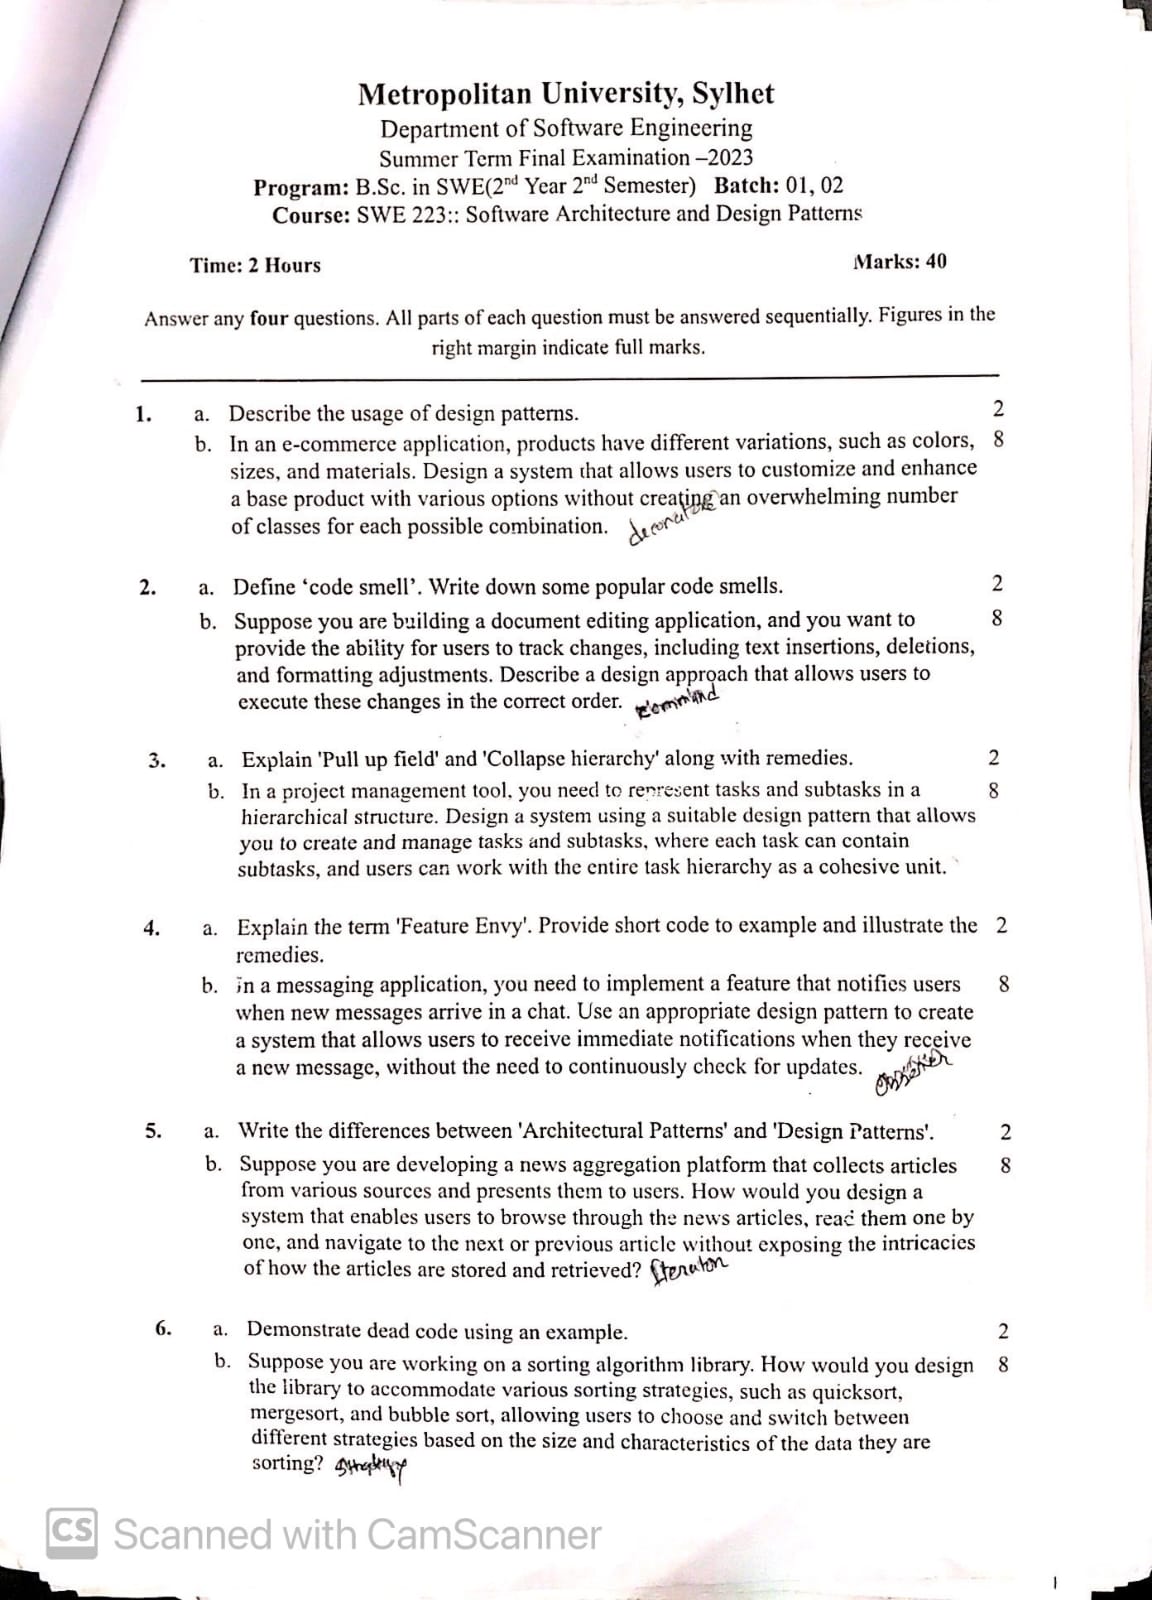 Metropolitan University, Sylhet
Department of Software Engineering
Summer Term Final Examination –2023
Program: B.Sc. in SWE(2nd Year 2nd Semester) Batch: 01, 02
Course: SWE 223:: Software Architecture and Design Patterns
Time: 2 Hours Marks: 40
Answer any four questions. All parts of each question must be answered sequentially. Figures in the
right margin indicate full marks.
1. a. Describe the usage of design patterns. 2
b. In an e-commerce application, products have different variations, such as colors, 8
sizes, and materials. Design a system that allows users to customize and enhance
a base product with various options without creating an overwhelming number
of classes for each possible combination.
2. a. Define ‘code smell’. Write down some popular code smells. 2
b. Suppose you are building a document editing application, and you want to 8
provide the ability for users to track changes, including text insertions, deletions,
and formatting adjustments. Describe a design approach that allows users to
execute these changes in the correct order.
3. a. Explain 'Pull up field' and 'Collapse hierarchy' along with remedies. 2
b. In a project management tool, you need to represent tasks and subtasks in a 8
hierarchical structure. Design a system using a suitable design pattern that allows
you to create and manage tasks and subtasks, where each task can contain
subtasks, and users can work with the entire task hierarchy as a cohesive unit.
4. a. Explain the term 'Feature Envy'. Provide short code to example and illustrate the 2
remedies.
b. in a messaging application, you need to implement a feature that notifies users 8
when new messages arrive in a chat. Use an appropriate design pattern to create
a system that allows users to receive immediate notifications when they receive
a new message, without the need to continuously check for updates.
5. a. Write the differences between 'Architectural Patterns' and 'Design Patterns'. 2
b. Suppose you are developing a news aggregation platform that collects articles 8
from various sources and presents them to users. How would you design a
system that enables users to browse through the news articles, read them one by
one, and navigate to the next or previous article without exposing the intricacies
of how the articles are stored and retrieved? Iterator
6. a. Demonstrate dead code using an example. 2
b. Suppose you are working on a sorting algorithm library. How would you design 8
the library to accommodate various sorting strategies, such as quicksort,
mergesort, and bubble sort, allowing users to choose and switch between
different strategies based on the size and characteristics of the data they are
sorting?
CS Scanned with CamScanner